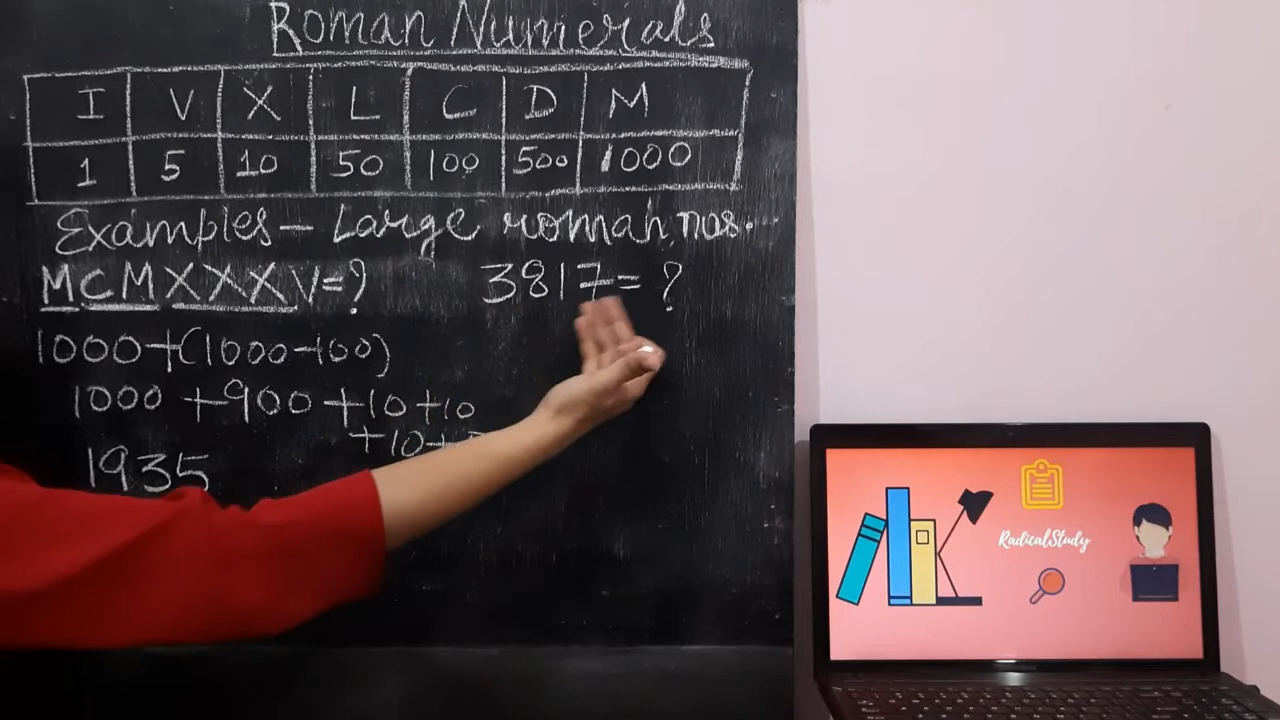 Roman Numerals
I V X L C D M
1 5 10 50 100 500 1000
Examples - Large roman nos.
MCMXXXV=?
3817=?
1000+(1000-100)
1000 +900 +10+10
+10+
1935
RadicalStudy